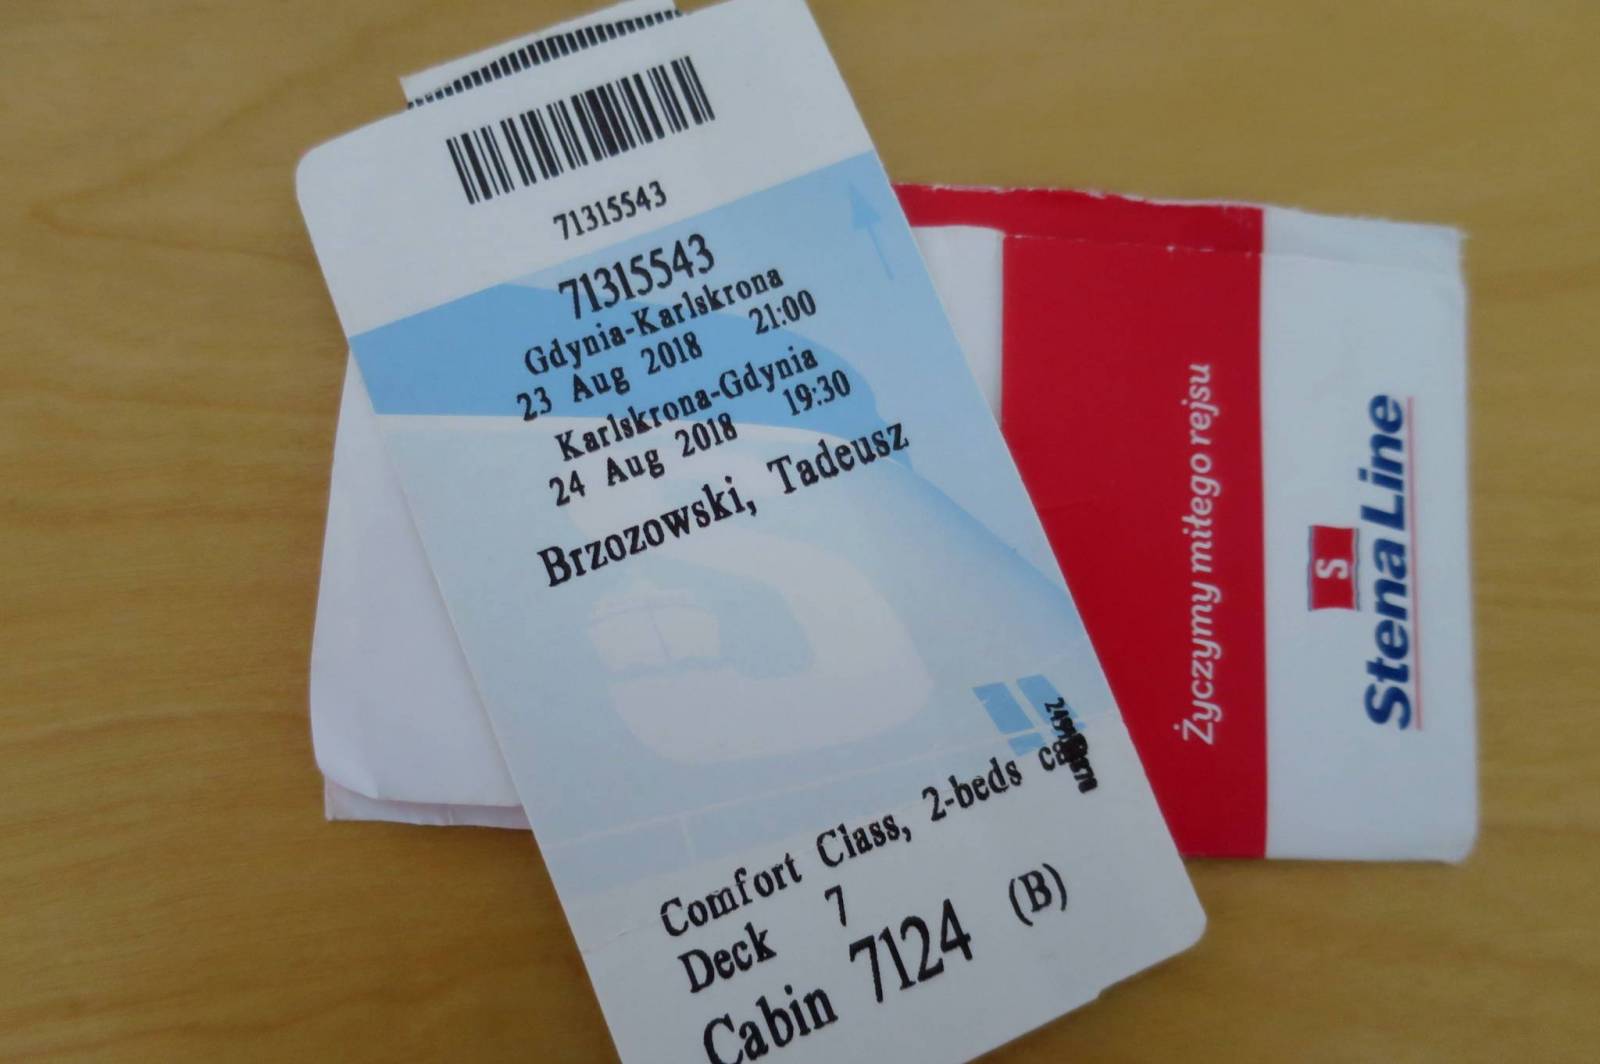 71315543
71315543
Gdynia-Karlskrona
23 Aug 2018 21:00
Karlskrona-Gdynia
24 Aug 2018 19:30
Brzozowski, Tadeusz
Comfort Class, 2-beds
Deck 7
Cabin 7124 (B)
Życzymy miłego rejsu
S
Stena Line